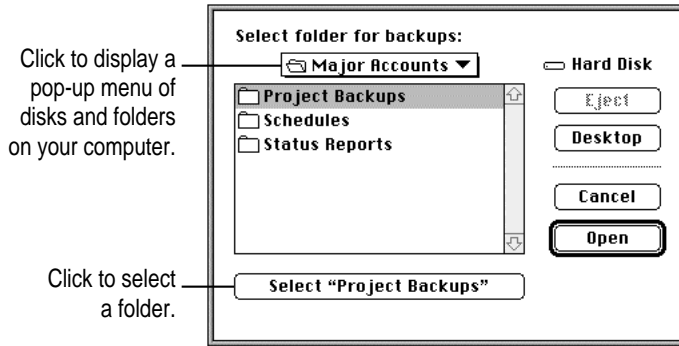 Select folder for backups:
Click to display a
pop-up menu of
disks and folders
on your computer.
Major Accounts
Hard Disk
Project Backups
Schedules
Status Reports
Eject
Desktop
Cancel
Open
Click to select
a folder.
Select “Project Backups”